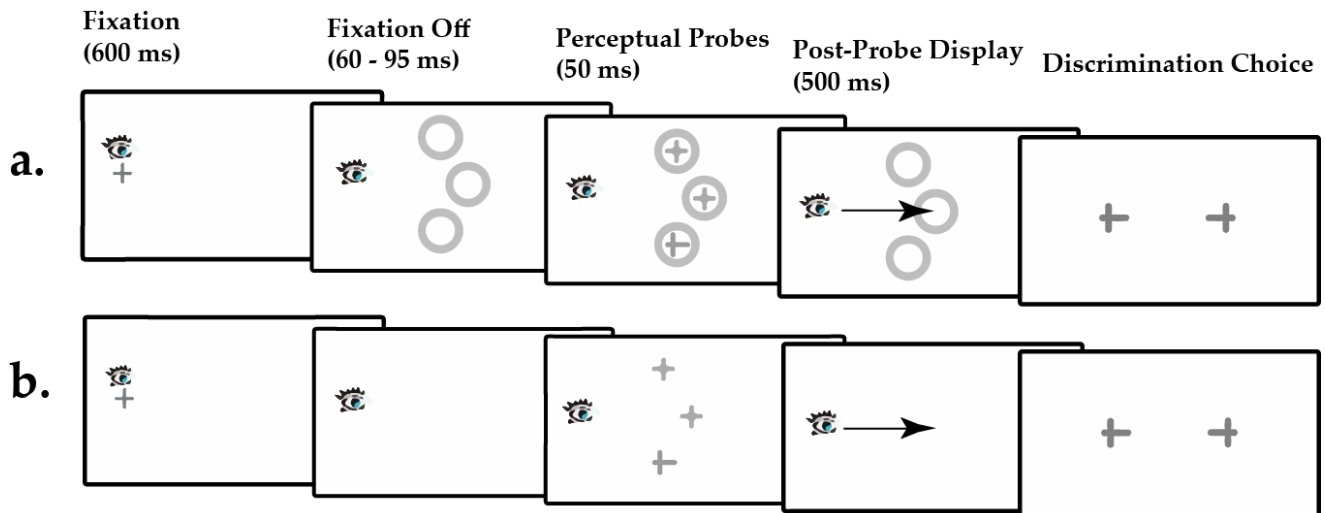 Fixation
(600 ms)
Fixation Off
(60 - 95 ms)
Perceptual Probes
(50 ms)
Post-Probe Display
(500 ms)
Discrimination Choice
a.
b.